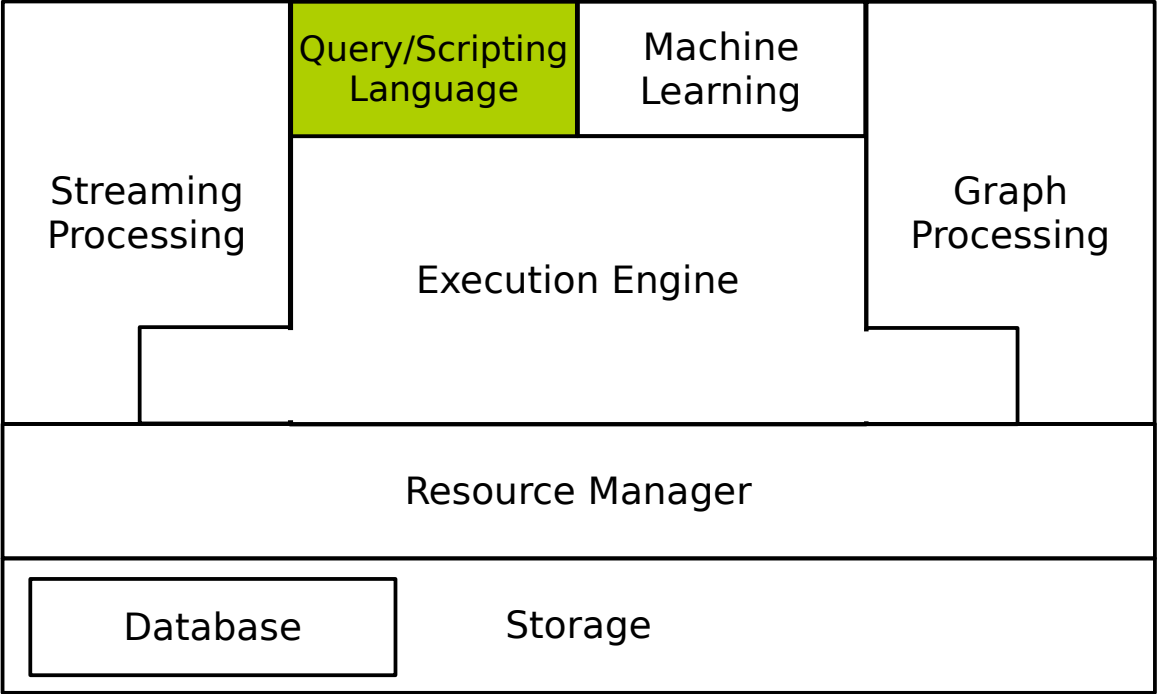 Query/Scripting
Language
Machine
Learning
Streaming
Processing
Graph
Processing
Execution Engine
Resource Manager
Database
Storage